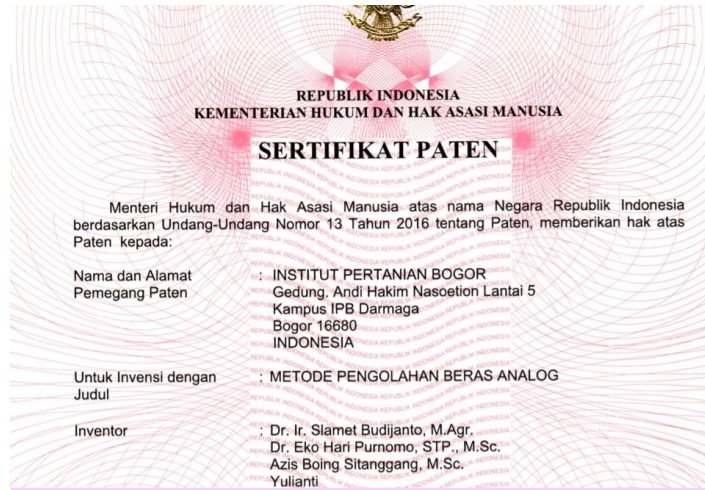 REPUBLIK INDONESIA
KEMENTERIAN HUKUM DAN HAK ASASI MANUSIA
SERTIFIKAT PATEN
Menteri Hukum dan Hak Asasi Manusia atas nama Negara Republik Indonesia
berdasarkan Undang-Undang Nomor 13 Tahun 2016 tentang Paten, memberikan hak atas
Paten kepada:
Nama dan Alamat : INSTITUT PERTANIAN BOGOR
Pemegang Paten Gedung. Andi Hakim Nasoetion Lantai 5
Kampus IPB Darmaga
Bogor 16680
INDONESIA
Untuk Invensi dengan : METODE PENGOLAHAN BERAS ANALOG
Judul
Inventor : Dr. Ir. Slamet Budijanto, M.Agr.
Dr. Eko Hari Purnomo, STP., M.Sc.
Azis Boing Sitanggang, M.Sc.
Yulianti